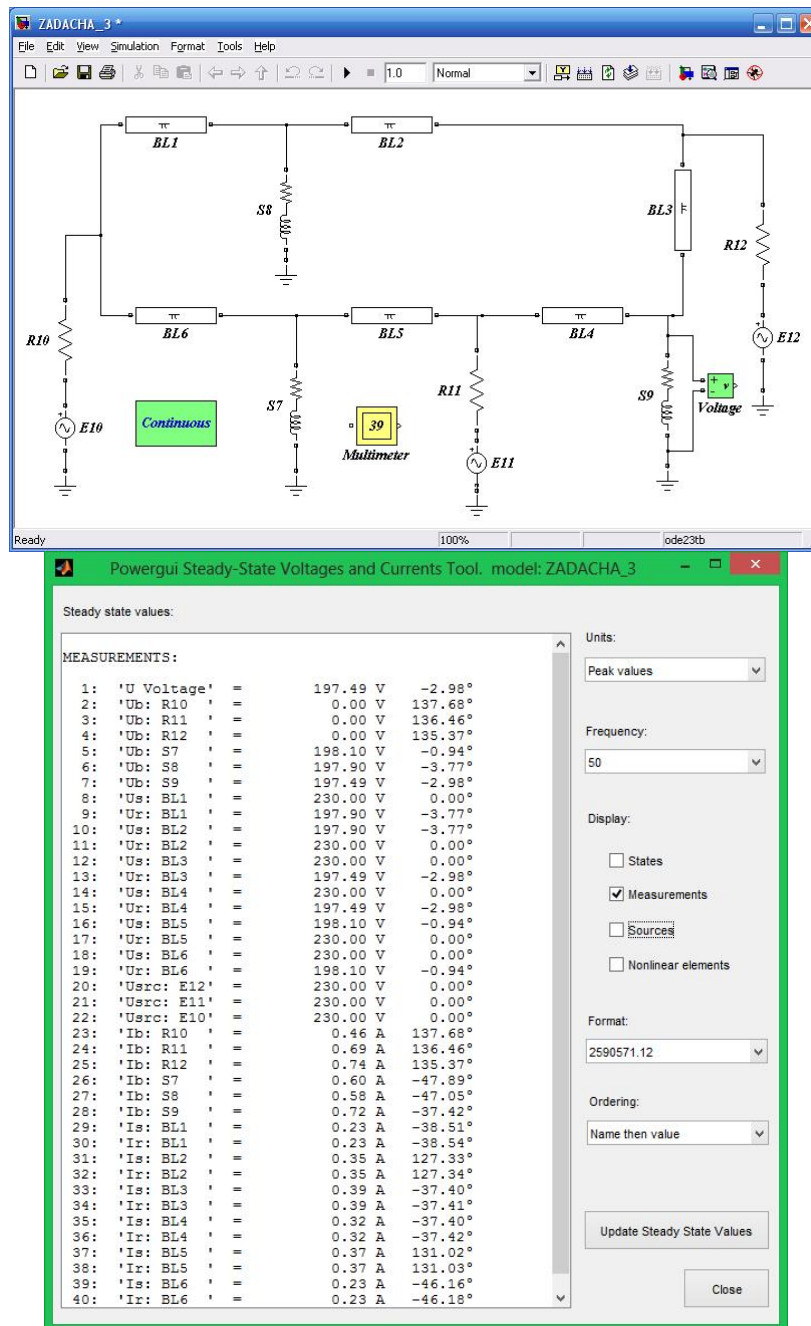 ZADACHA_3 *
File Edit View Simulation Format Tools Help
1.0 Normal
BL1 BL2
S8 BL3 R12
BL6 BL5 BL4
R10 R11 S9 E12
E10 Continuous S7 39 Voltage
Multimeter E11
Ready 100% ode23tb
Powergui Steady-State Voltages and Currents Tool. model: ZADACHA_3
Steady state values:
MEASUREMENTS:
1: 'U Voltage' = 197.49 V -2.98°
2: 'Ub: R10 ' = 0.00 V 137.68°
3: 'Ub: R11 ' = 0.00 V 136.46°
4: 'Ub: R12 ' = 0.00 V 135.37°
5: 'Ub: S7 ' = 198.10 V -0.94°
6: 'Ub: S8 ' = 197.90 V -3.77°
7: 'Ub: S9 ' = 197.49 V -2.98°
8: 'Us: BL1 ' = 230.00 V 0.00°
9: 'Ur: BL1 ' = 197.90 V -3.77°
10: 'Us: BL2 ' = 197.90 V -3.77°
11: 'Ur: BL2 ' = 230.00 V 0.00°
12: 'Us: BL3 ' = 230.00 V 0.00°
13: 'Ur: BL3 ' = 197.49 V -2.98°
14: 'Us: BL4 ' = 230.00 V 0.00°
15: 'Ur: BL4 ' = 197.49 V -2.98°
16: 'Us: BL5 ' = 198.10 V -0.94°
17: 'Ur: BL5 ' = 230.00 V 0.00°
18: 'Us: BL6 ' = 230.00 V 0.00°
19: 'Ur: BL6 ' = 198.10 V -0.94°
20: 'Usrc: E12' = 230.00 V 0.00°
21: 'Usrc: E11' = 230.00 V 0.00°
22: 'Usrc: E10' = 230.00 V 0.00°
23: 'Ib: R10 ' = 0.46 A 137.68°
24: 'Ib: R11 ' = 0.69 A 136.46°
25: 'Ib: R12 ' = 0.74 A 135.37°
26: 'Ib: S7 ' = 0.60 A -47.89°
27: 'Ib: S8 ' = 0.58 A -47.05°
28: 'Ib: S9 ' = 0.72 A -37.42°
29: 'Is: BL1 ' = 0.23 A -38.51°
30: 'Ir: BL1 ' = 0.23 A -38.54°
31: 'Is: BL2 ' = 0.35 A 127.33°
32: 'Ir: BL2 ' = 0.35 A 127.34°
33: 'Is: BL3 ' = 0.39 A -37.40°
34: 'Ir: BL3 ' = 0.39 A -37.41°
35: 'Is: BL4 ' = 0.32 A -37.40°
36: 'Ir: BL4 ' = 0.32 A -37.42°
37: 'Is: BL5 ' = 0.37 A 131.02°
38: 'Ir: BL5 ' = 0.37 A 131.03°
39: 'Is: BL6 ' = 0.23 A -46.16°
40: 'Ir: BL6 ' = 0.23 A -46.18°
Units:
Peak values
Frequency:
50
Display:
States
Measurements
Sources
Nonlinear elements
Format:
2590571.12
Ordering:
Name then value
Update Steady State Values
Close